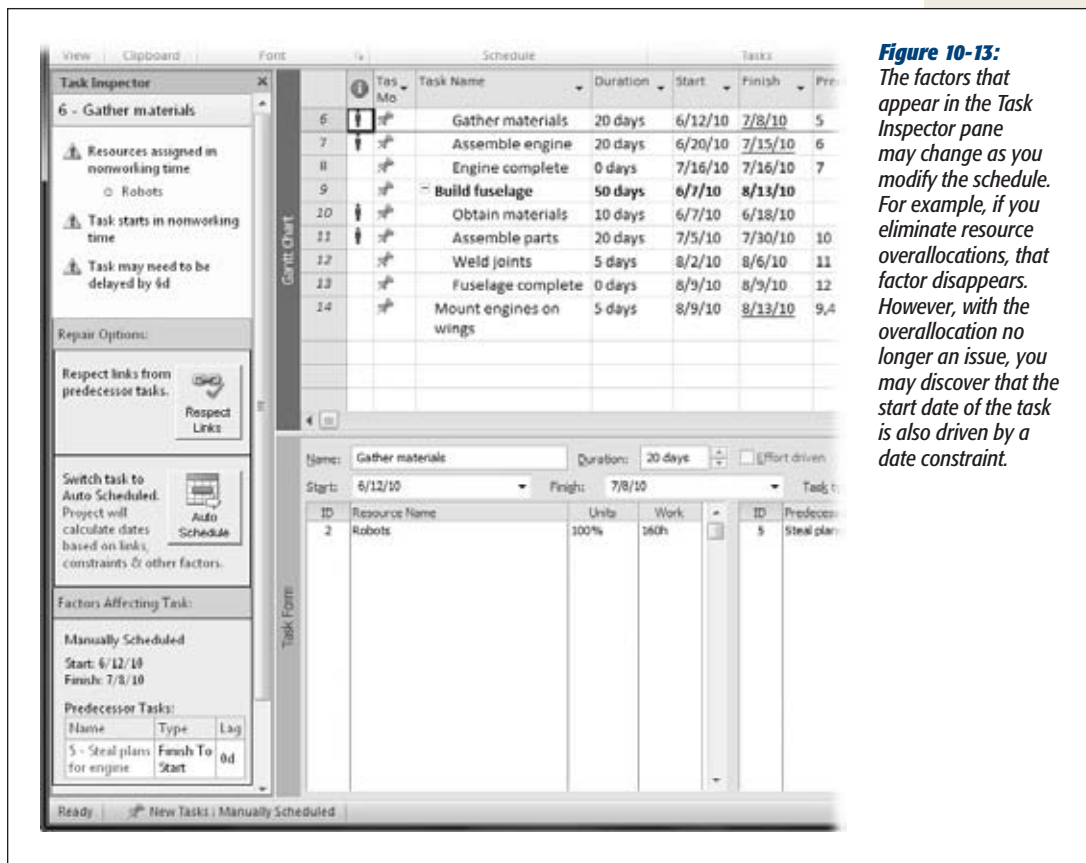 View Clipboard Font Schedule Tasks
Task Inspector
6 - Gather materials
Resources assigned in
nonworking time
Robots
Task starts in nonworking
time
Task may need to be
delayed by 6d
Repair Options:
Respect links from
predecessor tasks.
Respect
Links
Switch task to
Auto Scheduled.
Project will
calculate dates
based on links,
constraints & other factors.
Auto
Schedule
Factors Affecting Task:
Manually Scheduled
Start: 6/12/10
Finish: 7/8/10
Predecessor Tasks:
Name Type Lag
5 - Steal plans for engine Finish To Start 0d
Gantt Chart
Tas Mo Task Name Duration Start Finish Pre
6 Gather materials 20 days 6/12/10 7/8/10 5
7 Assemble engine 20 days 6/20/10 7/15/10 6
8 Engine complete 0 days 7/16/10 7/16/10 7
9 Build fuselage 50 days 6/7/10 8/13/10
10 Obtain materials 10 days 6/7/10 6/18/10
11 Assemble parts 20 days 7/5/10 7/30/10 10
12 Weld joints 5 days 8/2/10 8/6/10 11
13 Fuselage complete 0 days 8/9/10 8/9/10 12
14 Mount engines on 5 days 8/9/10 8/13/10 9,4
wings
Task Form
Name: Gather materials Duration: 20 days Effort driven
Start: 6/12/10 Finish: 7/8/10 Task t
ID Resource Name Units Work ID Predeces
2 Robots 100% 160h 5 Steal plan
Ready New Tasks : Manually Scheduled
Figure 10-13:
The factors that
appear in the Task
Inspector pane
may change as you
modify the schedule.
For example, if you
eliminate resource
overallocations, that
factor disappears.
However, with the
overallocation no
longer an issue, you
may discover that the
start date of the task
is also driven by a
date constraint.